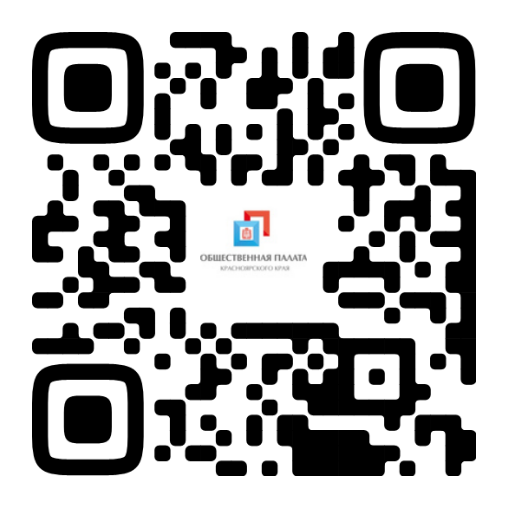 ОБЩЕСТВЕННАЯ ПАЛАТА
КРАСНОЯРСКОГО КРАЯ